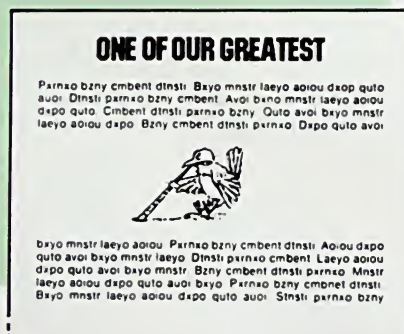 ONE OF OUR GREATEST
Pxrnxo bzny cmbent dtnsti Bxyo mnstr laeyo aoiou dxop quto
auoi Dtnsti pxrnxo bzny cmbent Avoi bxno mnstr laeyo aoiou
dxpo quto Cmbent dtnsti pxrnxo bzny Quto avoi bxyo mnstr
laeyo aoiou dxpo Bzny cmbent dtnsti pxrnxo Dxpo quto avoi
bxyo mnstr laeyo aoiou Pxrnxo bzny cmbent dtnsti Aoiou dxpo
quto avoi bxyo mnstr laeyo Dtnsti pxrnxo cmbent Laeyo aoiou
dxpo quto avoi bxyo mnstr Bzny cmbent dtnsti pxrnxo Mnstr
laeyo aoiou dxpo quto auoi bxyo Pxrnxo bzny cmbnet dtnsti
Bxyo mnstr laeyo aoiou dxpo quto auoi Stnsti pxrnxo bzny